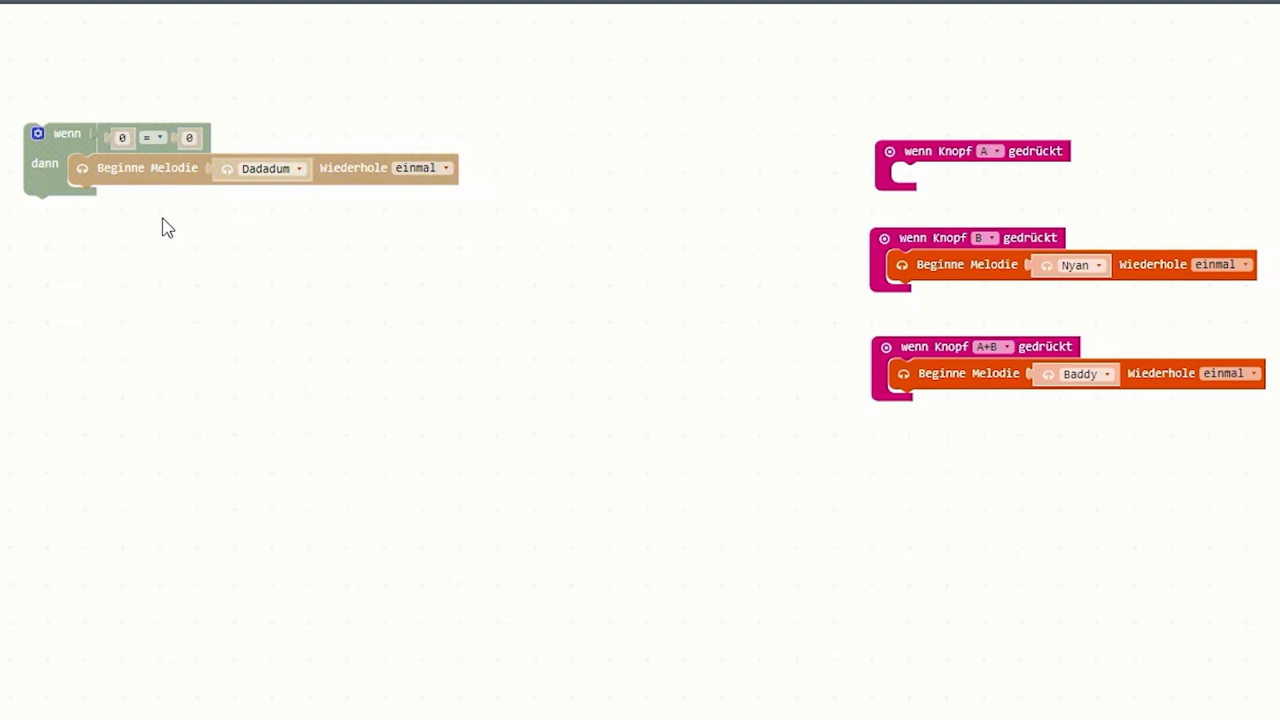 wenn 0 = 0
dann Beginne Melodie Dadadum Wiederhole einmal
wenn Knopf A gedrückt
wenn Knopf B gedrückt
Beginne Melodie Nyan Wiederhole einmal
wenn Knopf A+B gedrückt
Beginne Melodie Baddy Wiederhole einmal